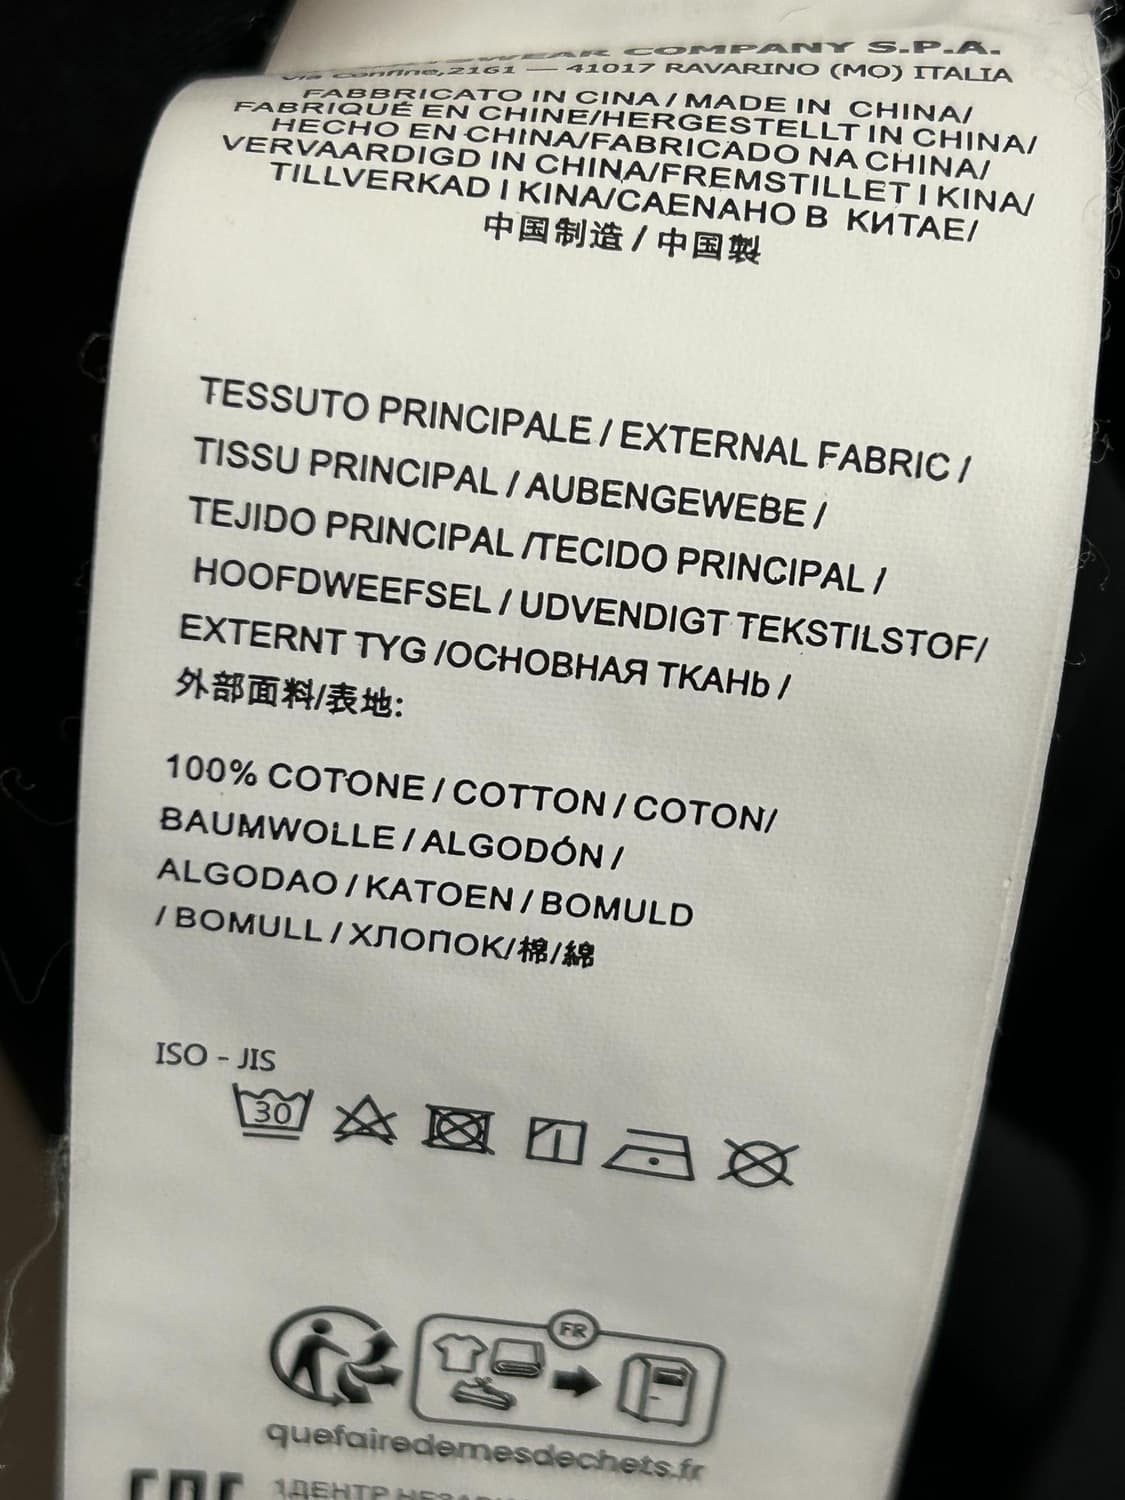 COMPANY S.P.A.
Via Confine,2161 — 41017 RAVARINO (MO) ITALIA
FABBRICATO IN CINA / MADE IN CHINA/
FABRIQUÉ EN CHINE/HERGESTELLT IN CHINA/
HECHO EN CHINA/FABRICADO NA CHINA/
VERVAARDIGD IN CHINA/FREMSTILLET I KINA/
TILLVERKAD I KINA/CAENAHO В КИТАЕ/
中国制造 / 中国製
TESSUTO PRINCIPALE / EXTERNAL FABRIC /
TISSU PRINCIPAL / AUBENGEWEBE /
TEJIDO PRINCIPAL /TECIDO PRINCIPAL /
HOOFDWEEFSEL / UDVENDIGT TEKSTILSTOF/
EXTERNT TYG /ОСНОВНАЯ ТКАНЬ /
外部面料/表地:
100% COTONE / COTTON / COTON/
BAUMWOLLE / ALGODÓN /
ALGODAO / KATOEN / BOMULD
/ BOMULL / ХЛОПОК/棉/綿
ISO - JIS
30
FR
quefairedemesdechets.fr